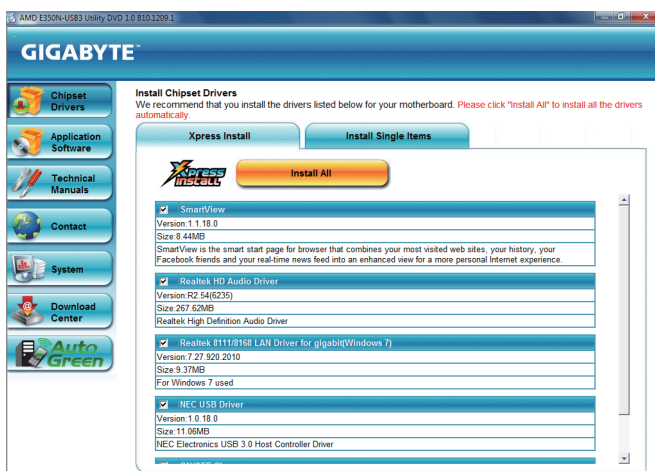 AMD E350N-USB3 Utility DVD 1.0 B10.1209.1
GIGABYTE™
Chipset
Drivers
Application
Software
Technical
Manuals
Contact
System
Download
Center
Auto
Green
Install Chipset Drivers
We recommend that you install the drivers listed below for your motherboard. Please click "Install All" to install all the drivers
automatically.
Xpress Install
Install Single Items
Xpress
Install
Install All
SmartView
Version:1.1.18.0
Size:8.44MB
SmartView is the smart start page for browser that combines your most visited web sites, your history, your
Facebook friends and your real-time news feed into an enhanced view for a more personal Internet experience.
Realtek HD Audio Driver
Version:R2.54(6235)
Size:267.62MB
Realtek High Definition Audio Driver
Realtek 8111/8168 LAN Driver for gigabit(Windows 7)
Version:7.27.920.2010
Size:9.37MB
For Windows 7 used
NEC USB Driver
Version:1.0.18.0
Size:11.06MB
NEC Electronics USB 3.0 Host Controller Driver